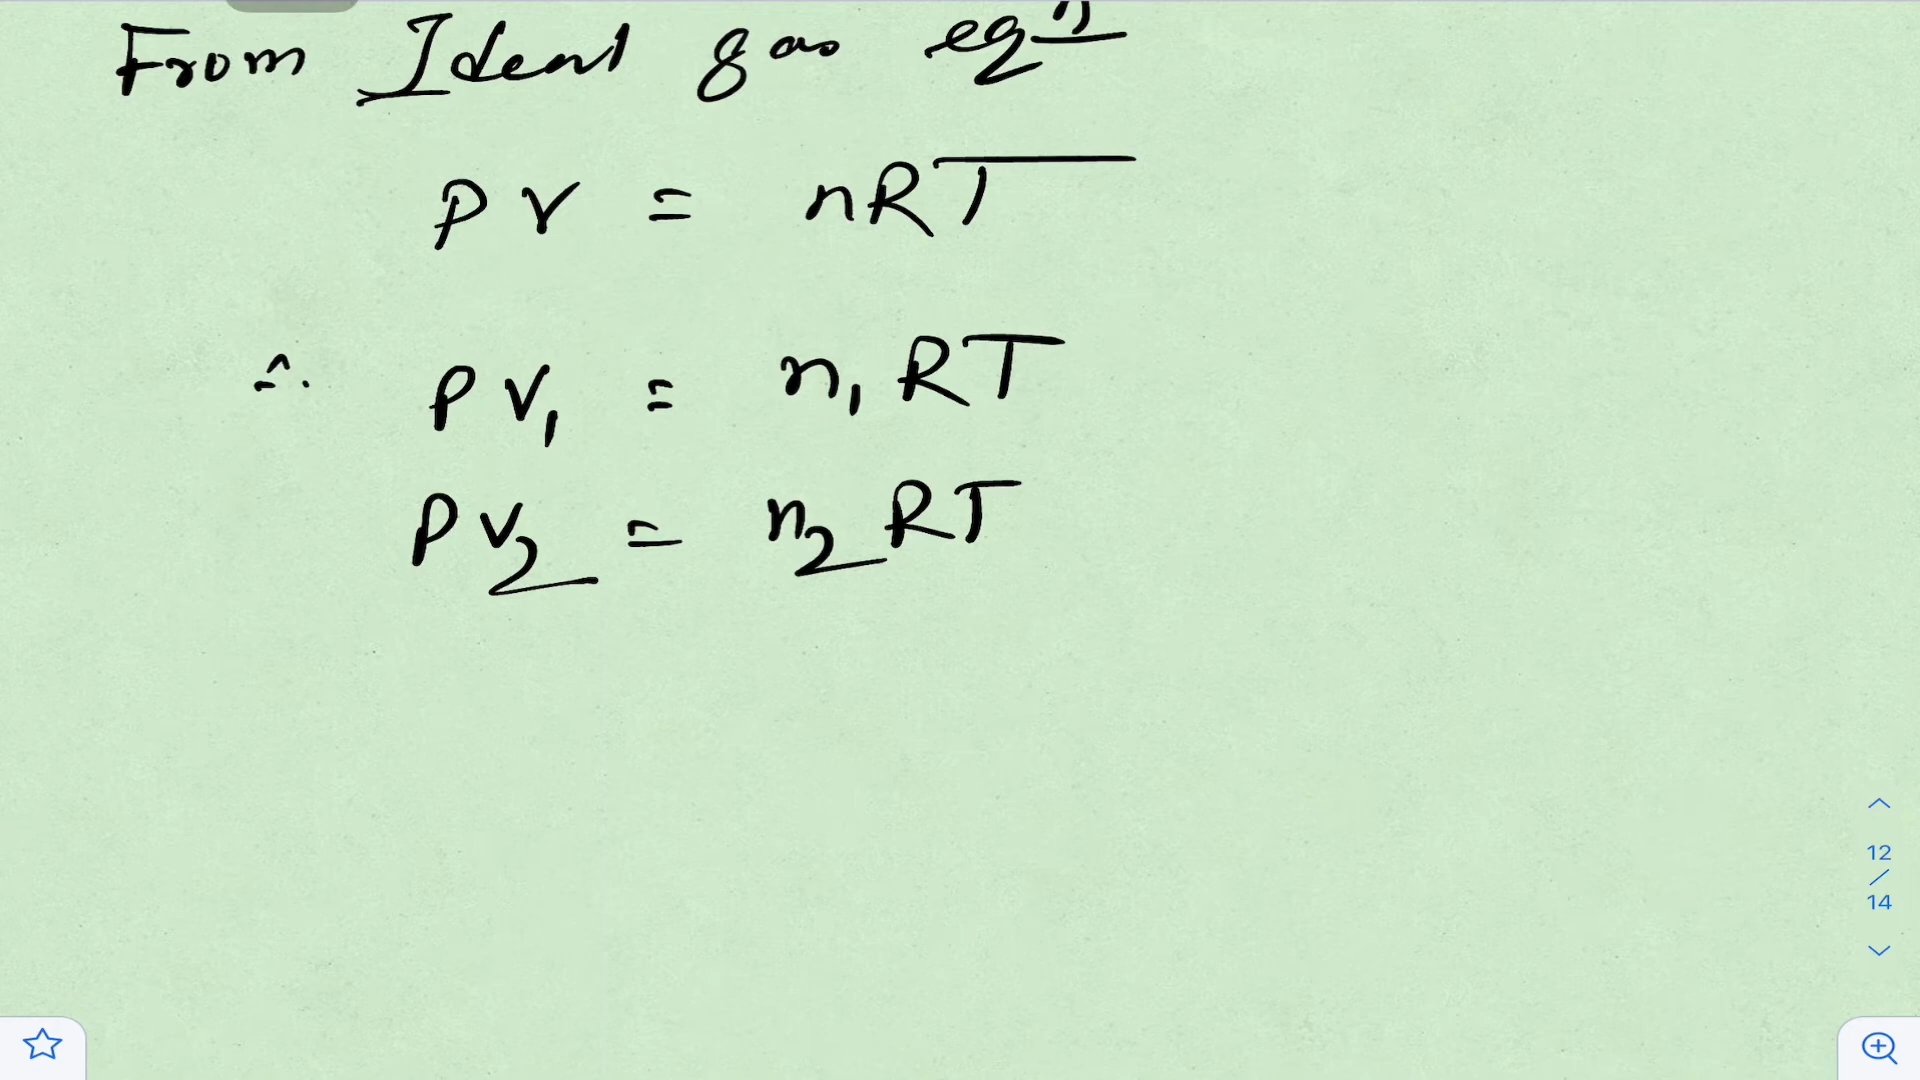 From Ideal gas eqn
PV = nRT
∴ PV₁ = n₁RT
PV₂ = n₂RT
12
/
14